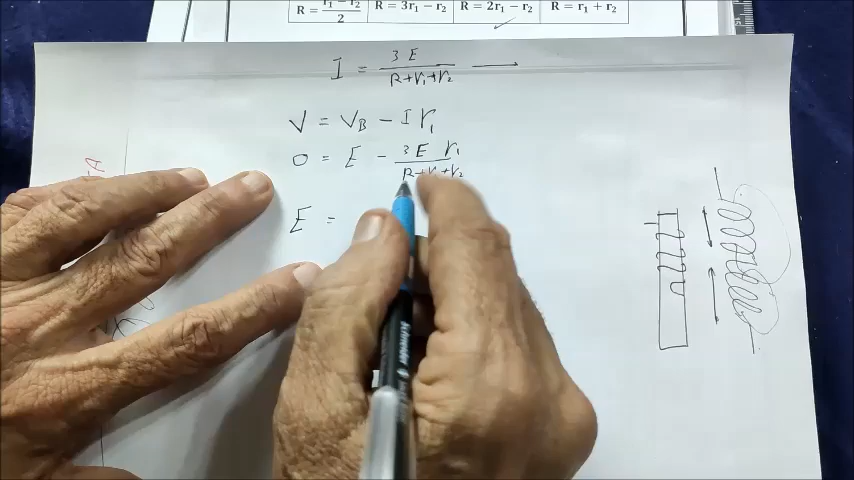 R = r₁ − r₂ / 2 R = 3r₁ − r₂ R = 2r₁ − r₂ R = r₁ + r₂
I = 3E / R+r₁+r₂
V = V_B − I r₁
0 = E − 3E r₁ / R+r₁+r₂
E =
A
Schneider